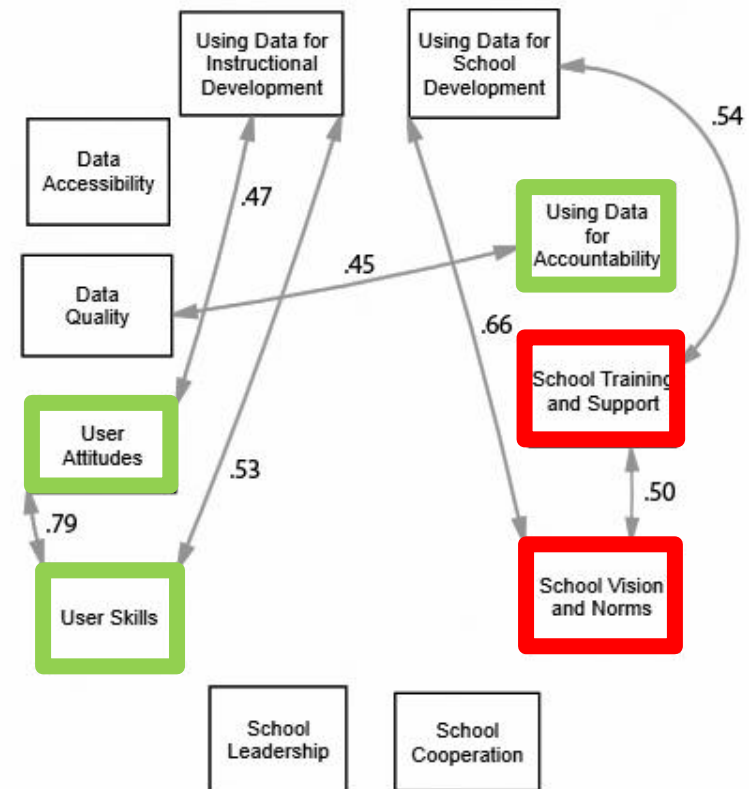 Using Data for
Instructional
Development
Using Data for
School
Development
.54
Data
Accessibility
.47
Using Data
for
Accountability
.45
Data
Quality
.66
School Training
and Support
User
Attitudes
.53
.50
.79
School Vision
and Norms
User Skills
School
Leadership
School
Cooperation